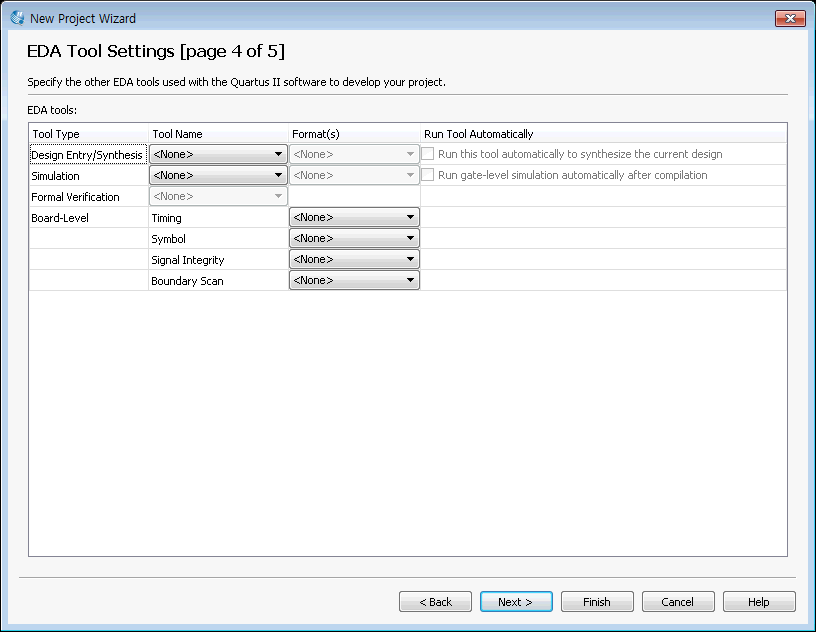 New Project Wizard
EDA Tool Settings [page 4 of 5]
Specify the other EDA tools used with the Quartus II software to develop your project.
EDA tools:
Tool Type Tool Name Format(s) Run Tool Automatically
Design Entry/Synthesis <None> <None> Run this tool automatically to synthesize the current design
Simulation <None> <None> Run gate-level simulation automatically after compilation
Formal Verification <None>
Board-Level Timing <None>
Symbol <None>
Signal Integrity <None>
Boundary Scan <None>
< Back Next > Finish Cancel Help